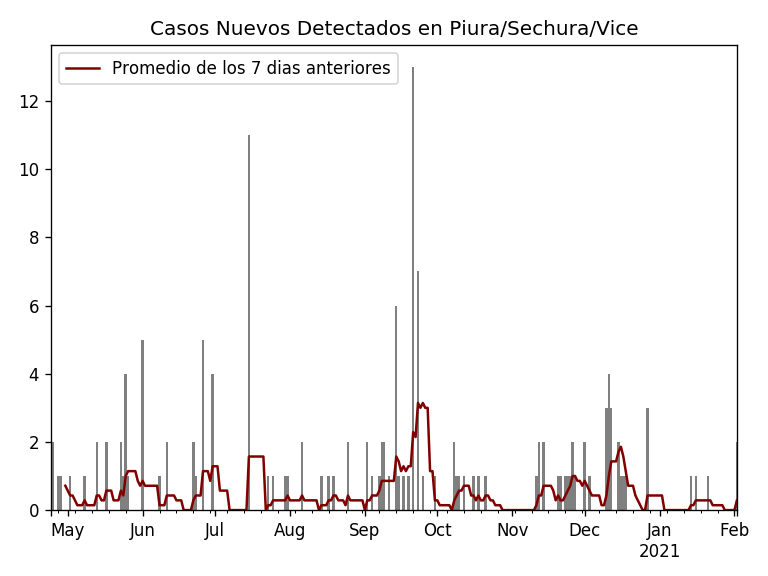 Casos Nuevos Detectados en Piura/Sechura/Vice
Promedio de los 7 dias anteriores
12
10
8
6
4
2
0
May Jun Jul Aug Sep Oct Nov Dec Jan Feb
2021